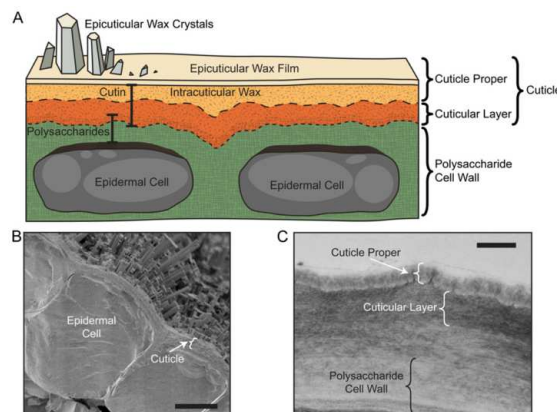 A
Epicuticular Wax Crystals
Epicuticular Wax Film
Cuticle Proper
Cuticle
Cutin
Intracuticular Wax
Cuticular Layer
Polysaccharides
Polysaccharide
Cell Wall
Epidermal Cell
Epidermal Cell
B
Epidermal
Cell
Cuticle
C
Cuticle Proper
Cuticular Layer
Polysaccharide
Cell Wall